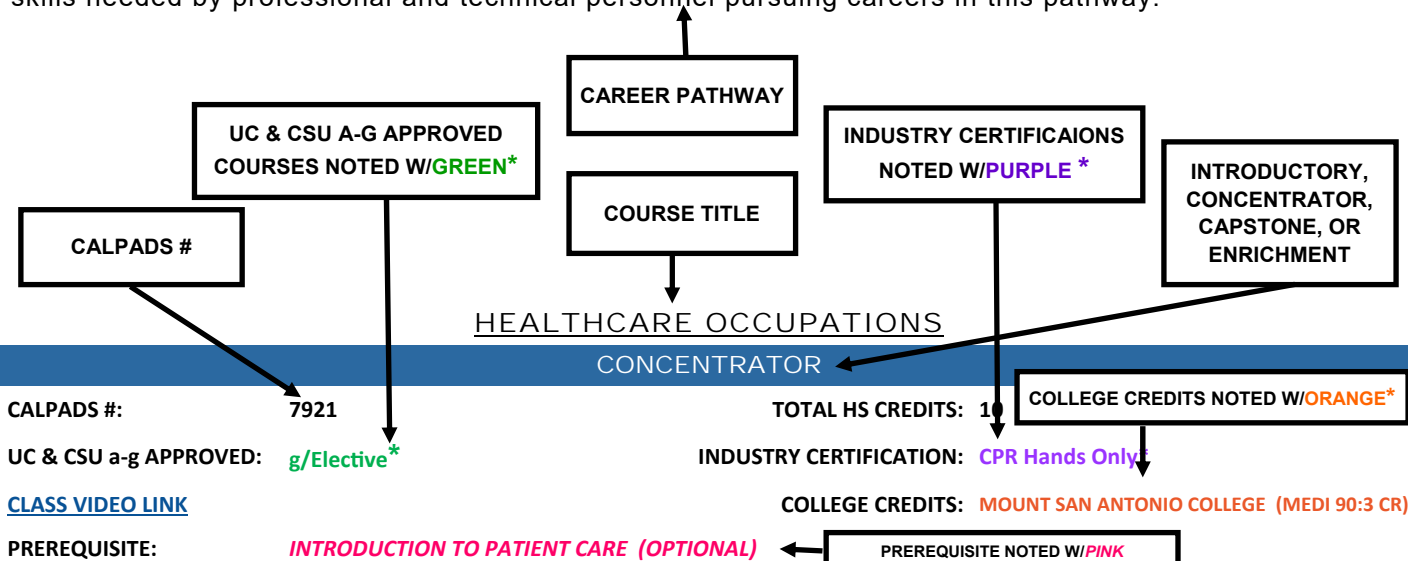 skills needed by professional and technical personnel pursuing careers in this pathway.
CAREER PATHWAY
UC & CSU A-G APPROVED
COURSES NOTED W/GREEN*
INDUSTRY CERTIFICAIONS
NOTED W/PURPLE *
INTRODUCTORY,
CONCENTRATOR,
CAPSTONE, OR
ENRICHMENT
COURSE TITLE
CALPADS #
HEALTHCARE OCCUPATIONS
CONCENTRATOR
COLLEGE CREDITS NOTED W/ORANGE*
CALPADS #: 7921 TOTAL HS CREDITS: 10
UC & CSU a-g APPROVED: g/Elective* INDUSTRY CERTIFICATION: CPR Hands Only*
CLASS VIDEO LINK COLLEGE CREDITS: MOUNT SAN ANTONIO COLLEGE (MEDI 90:3 CR)
PREREQUISITE: INTRODUCTION TO PATIENT CARE (OPTIONAL) PREREQUISITE NOTED W/PINK